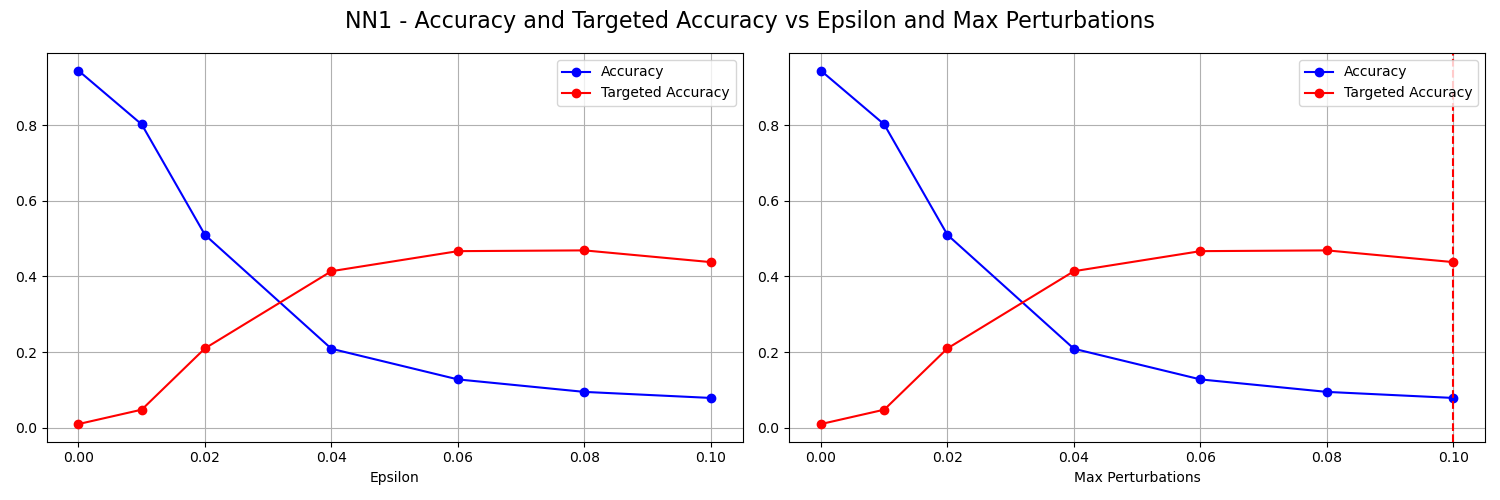 NN1 - Accuracy and Targeted Accuracy vs Epsilon and Max Perturbations
Accuracy
Targeted Accuracy
0.8
0.6
0.4
0.2
0.0
0.00 0.02 0.04 0.06 0.08 0.10
Epsilon
Accuracy
Targeted Accuracy
0.8
0.6
0.4
0.2
0.0
0.00 0.02 0.04 0.06 0.08 0.10
Max Perturbations